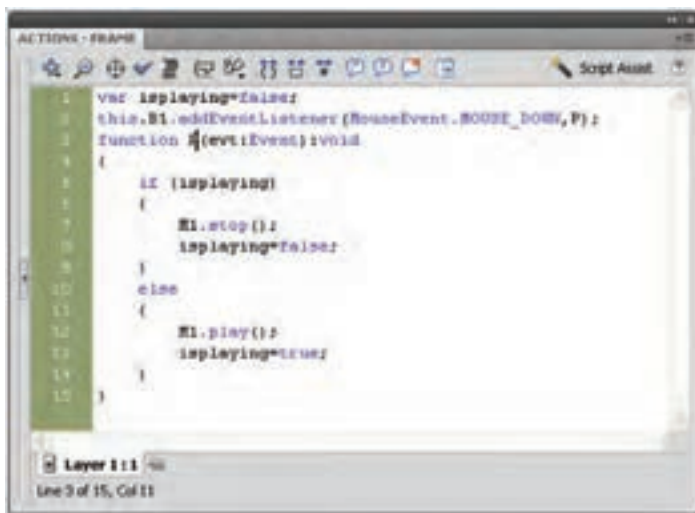 ACTIONS - FRAME
Script Assist
1 var isplaying=false;
2 this.B1.addEventListener(MouseEvent.MOUSE_DOWN,P);
3 function (evt:Event):void
4 {
5 if (isplaying)
6 {
7 M1.stop();
8 isplaying=false;
9 }
10 else
11 {
12 M1.play();
13 isplaying=true;
14 }
15 }
Layer 1 : 1
Line 3 of 15, Col 11